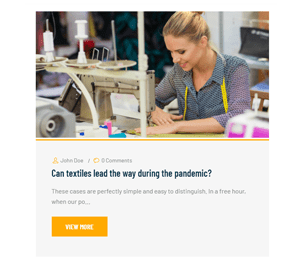 John Doe / 0 Comments
Can textiles lead the way during the pandemic?
These cases are perfectly simple and easy to distinguish. In a free hour,
when our po...
VIEW MORE